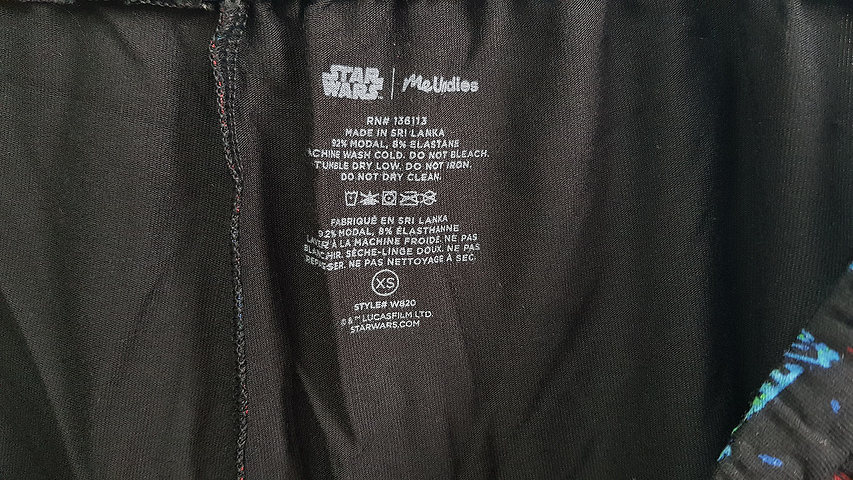 STAR WARS™ | MeUndies
RN# 136113
MADE IN SRI LANKA
92% MODAL, 8% ELASTANE
ACHINE WASH COLD. DO NOT BLEACH.
TUMBLE DRY LOW. DO NOT IRON.
DO NOT DRY CLEAN.
FABRIQUÉ EN SRI LANKA
92% MODAL, 8% ÉLASTHANNE
LAVER À LA MACHINE FROIDE. NE PAS
BLANCHIR. SÈCHE-LINGE DOUX. NE PAS
REPASSER. NE PAS NETTOYAGE À SEC.
XS
STYLE# W820
© & ™ LUCASFILM LTD.
STARWARS.COM